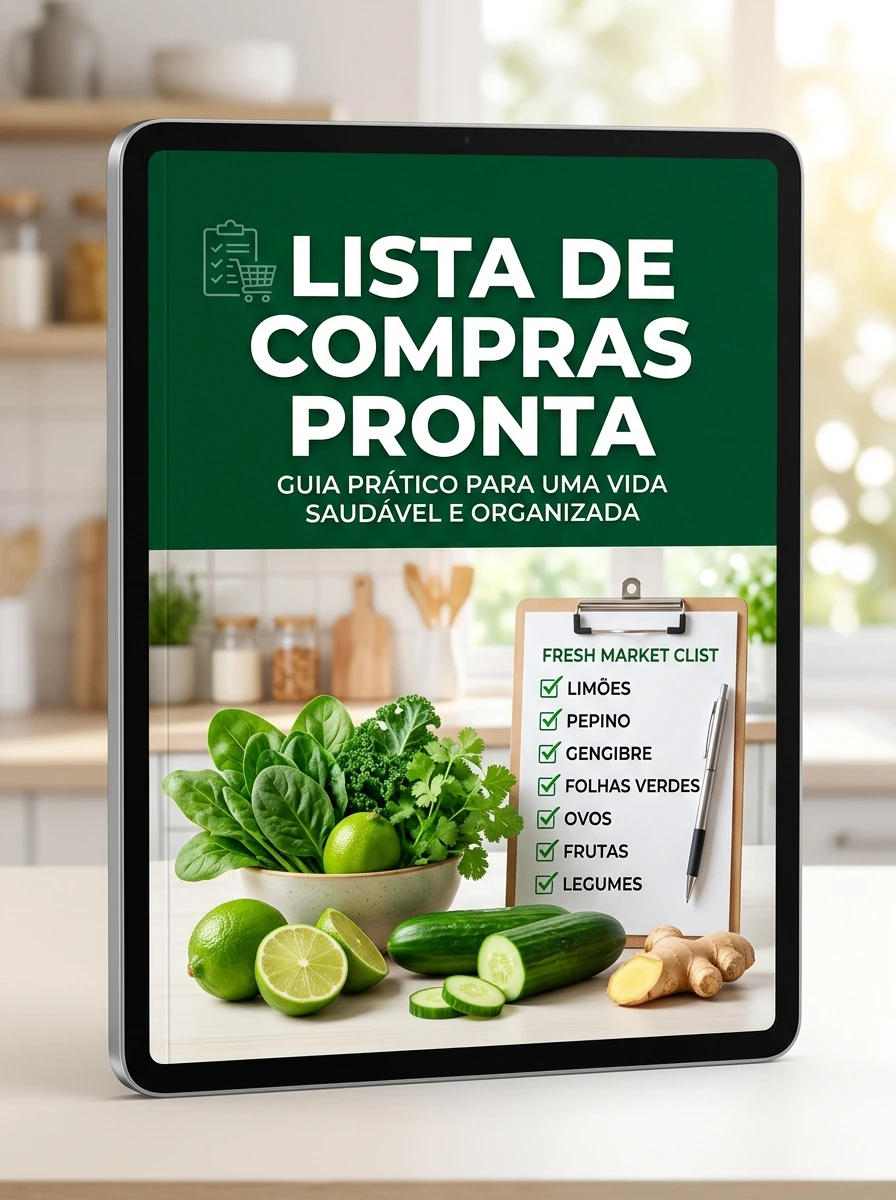 LISTA DE
COMPRAS
PRONTA
GUIA PRÁTICO PARA UMA VIDA
SAUDÁVEL E ORGANIZADA
FRESH MARKET CLIST
LIMÕES
PEPINO
GENGIBRE
FOLHAS VERDES
OVOS
FRUTAS
LEGUMES